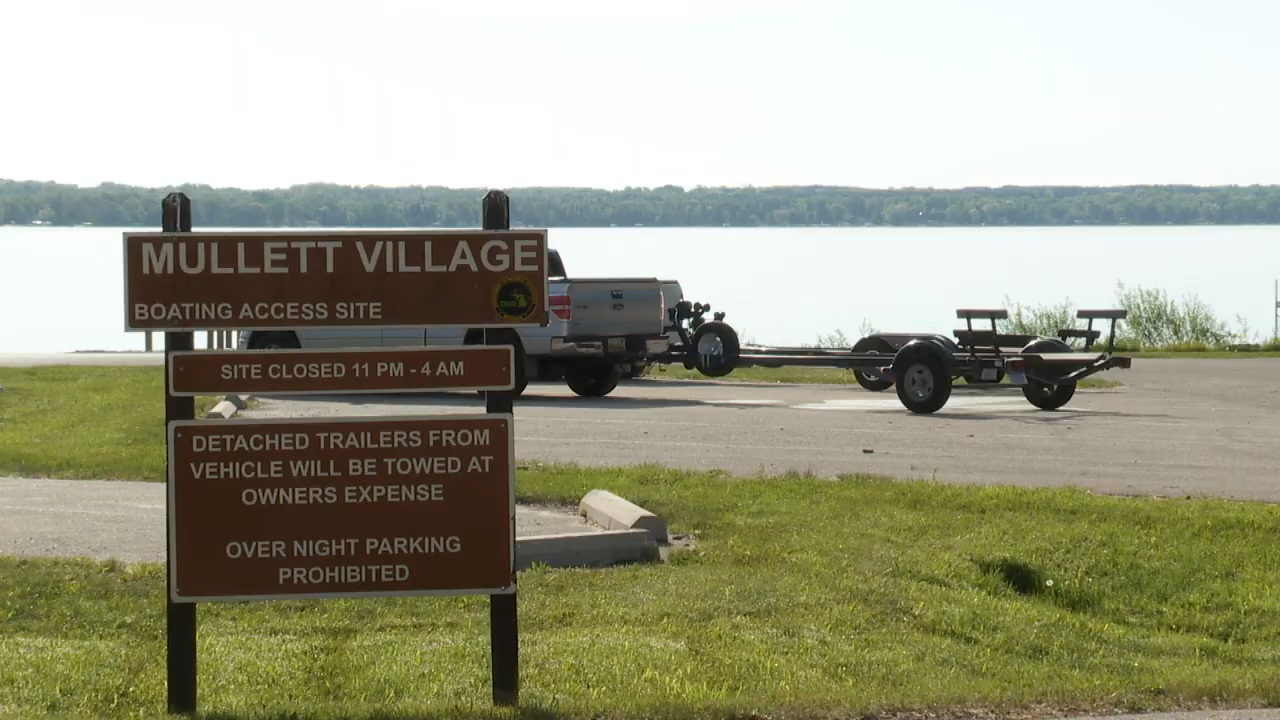 MULLETT VILLAGE
BOATING ACCESS SITE
SITE CLOSED 11 PM - 4 AM
DETACHED TRAILERS FROM
VEHICLE WILL BE TOWED AT
OWNERS EXPENSE
OVER NIGHT PARKING
PROHIBITED